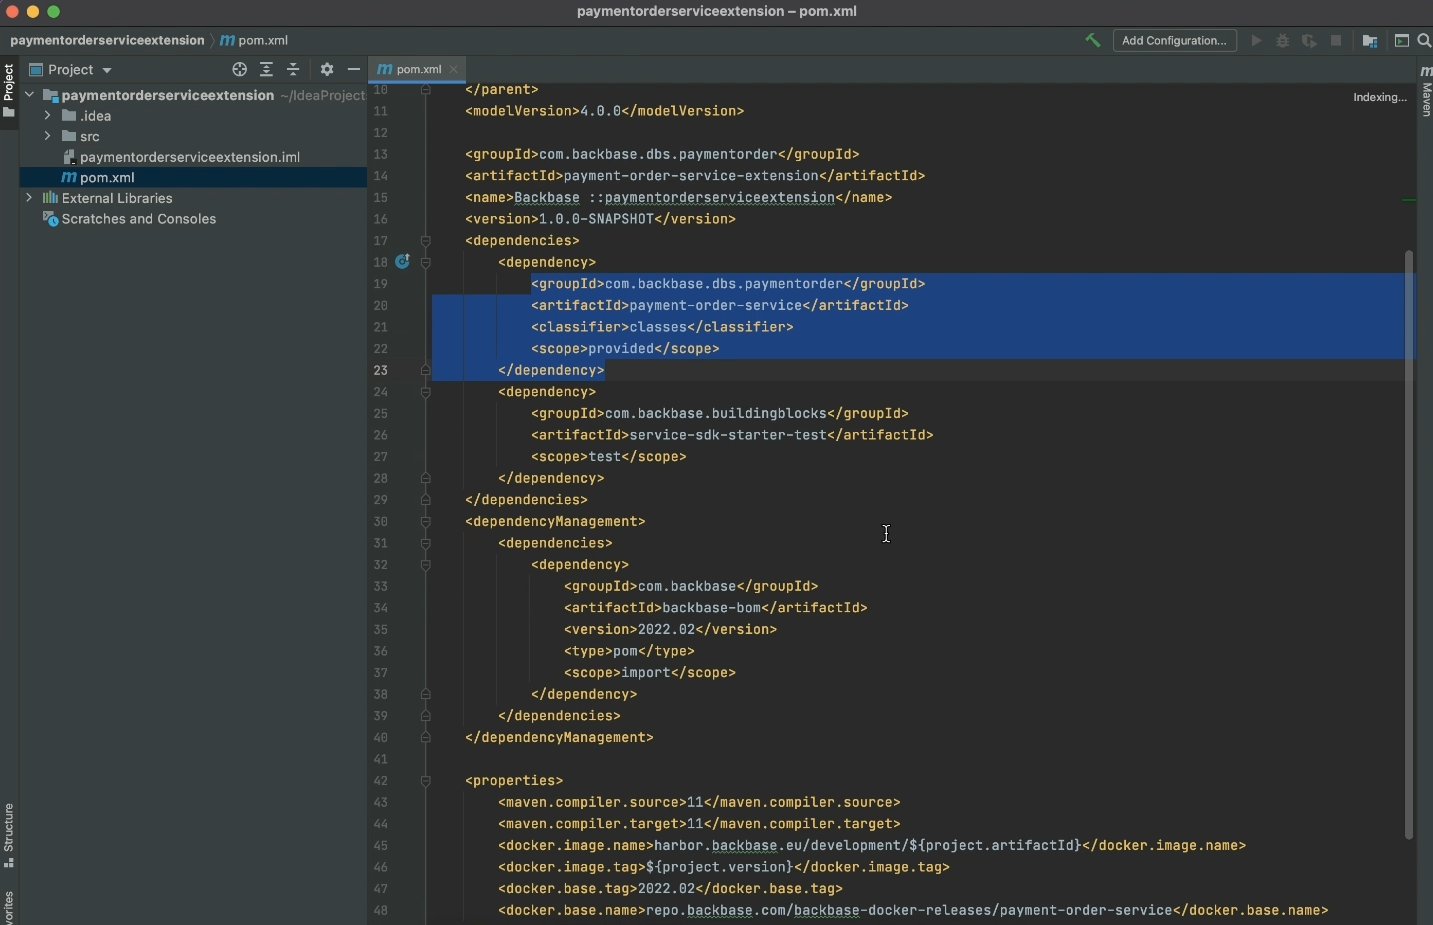 paymentorderserviceextension – pom.xml
paymentorderserviceextension
pom.xml
Add Configuration...
Project
Project
pom.xml
Maven
Indexing...
paymentorderserviceextension ~/IdeaProject
.idea
src
paymentorderserviceextension.iml
pom.xml
External Libraries
Scratches and Consoles
Structure
vorites
10 </parent>
11 <modelVersion>4.0.0</modelVersion>
12
13 <groupId>com.backbase.dbs.paymentorder</groupId>
14 <artifactId>payment-order-service-extension</artifactId>
15 <name>Backbase ::paymentorderserviceextension</name>
16 <version>1.0.0-SNAPSHOT</version>
17 <dependencies>
18 <dependency>
19 <groupId>com.backbase.dbs.paymentorder</groupId>
20 <artifactId>payment-order-service</artifactId>
21 <classifier>classes</classifier>
22 <scope>provided</scope>
23 </dependency>
24 <dependency>
25 <groupId>com.backbase.buildingblocks</groupId>
26 <artifactId>service-sdk-starter-test</artifactId>
27 <scope>test</scope>
28 </dependency>
29 </dependencies>
30 <dependencyManagement>
31 <dependencies>
32 <dependency>
33 <groupId>com.backbase</groupId>
34 <artifactId>backbase-bom</artifactId>
35 <version>2022.02</version>
36 <type>pom</type>
37 <scope>import</scope>
38 </dependency>
39 </dependencies>
40 </dependencyManagement>
41
42 <properties>
43 <maven.compiler.source>11</maven.compiler.source>
44 <maven.compiler.target>11</maven.compiler.target>
45 <docker.image.name>harbor.backbase.eu/development/${project.artifactId}</docker.image.name>
46 <docker.image.tag>${project.version}</docker.image.tag>
47 <docker.base.tag>2022.02</docker.base.tag>
48 <docker.base.name>repo.backbase.com/backbase-docker-releases/payment-order-service</docker.base.name>